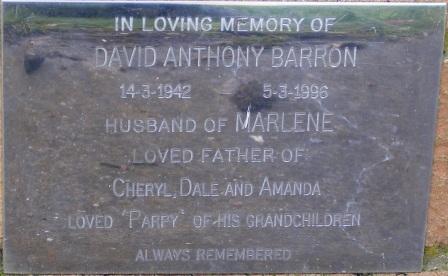 IN LOVING MEMORY OF
DAVID ANTHONY BARRON
14-3-1942 5-3-1996
HUSBAND OF MARLENE
LOVED FATHER OF
CHERYL, DALE AND AMANDA
LOVED 'PARPY' OF HIS GRANDCHILDREN
ALWAYS REMEMBERED